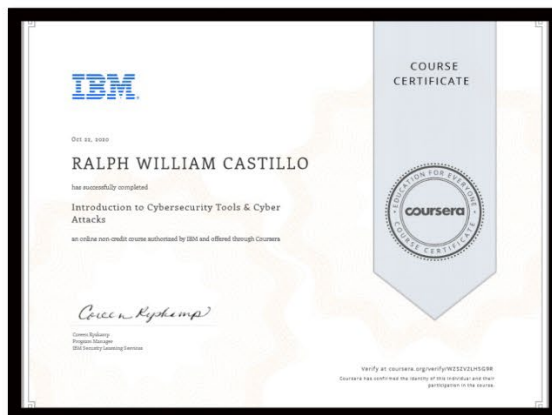 IBM
COURSE
CERTIFICATE
Oct 22, 2020
RALPH WILLIAM CASTILLO
has successfully completed
Introduction to Cybersecurity Tools & Cyber
Attacks
an online non-credit course authorized by IBM and offered through Coursera
EDUCATION FOR EVERYONE
coursera
COURSE CERTIFICATE
Coreen Ryskamp
Coreen Ryskamp
Program Manager
IBM Security Learning Services
Verify at coursera.org/verify/
Coursera has confirmed the identity of this individual and their
participation in the course.